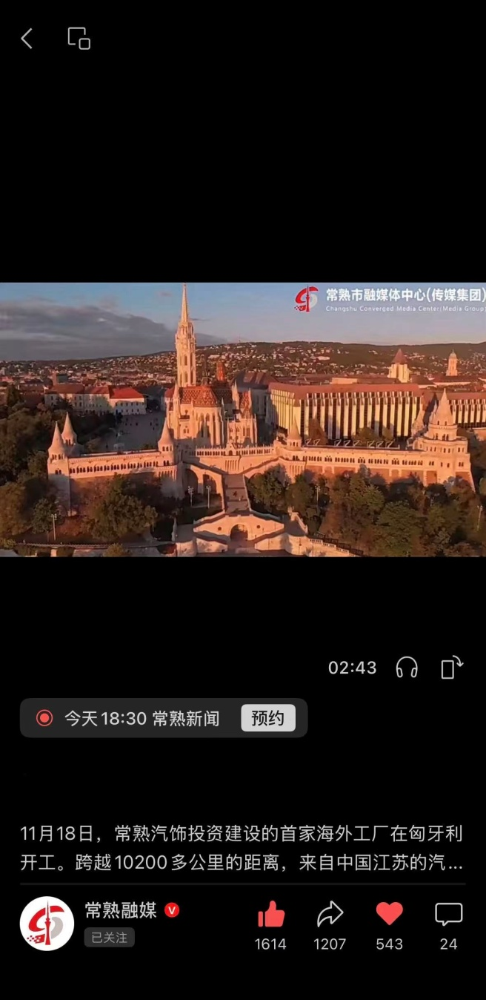 常熟市融媒体中心(传媒集团)
Changshu Converged Media Center(Media Group)
02:43
今天18:30 常熟新闻
预约
11月18日，常熟汽饰投资建设的首家海外工厂在匈牙利
开工。跨越10200多公里的距离，来自中国江苏的汽...
常熟融媒
已关注
1614
1207
543
24